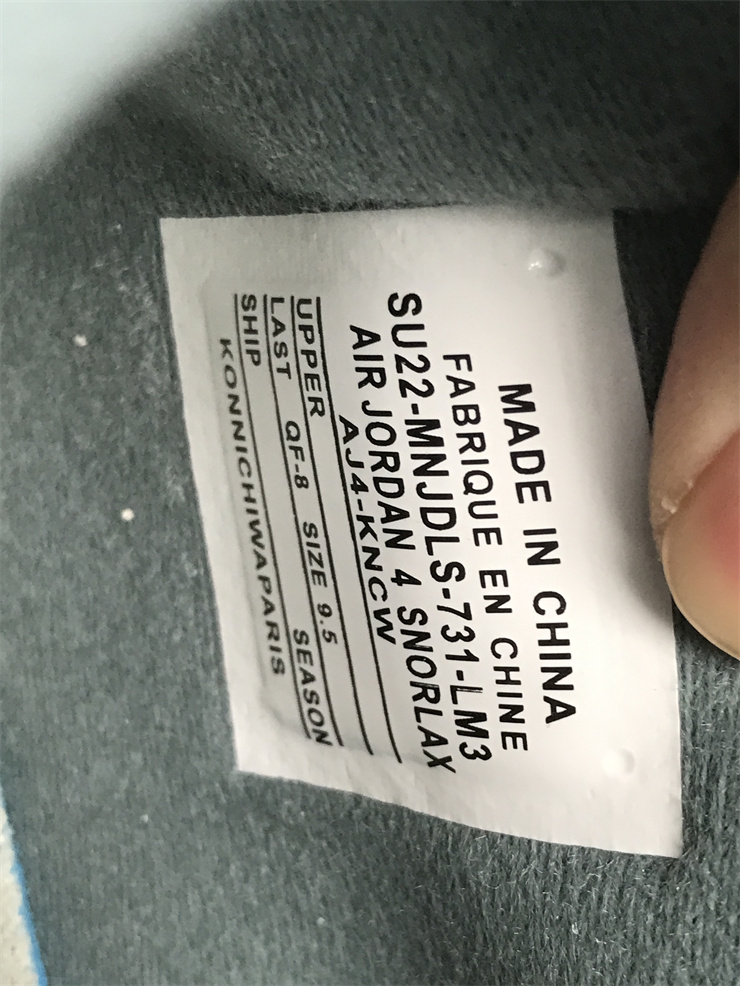 MADE IN CHINA
FABRIQUE EN CHINE
SU22-MNJDLS-731-LM3
AIR JORDAN 4 SNORLAX
AJ4-KNCW
UPPER SIZE 9.5
LAST QF-8 SEASON
SHIP
KONNICHIWAPARIS